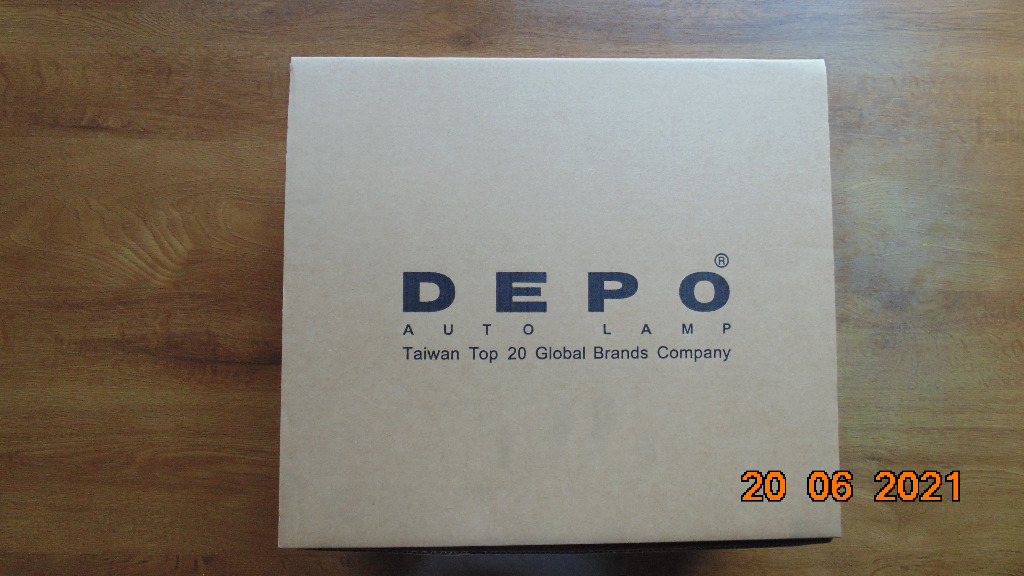 DEPO®
AUTO LAMP
Taiwan Top 20 Global Brands Company
20 06 2021